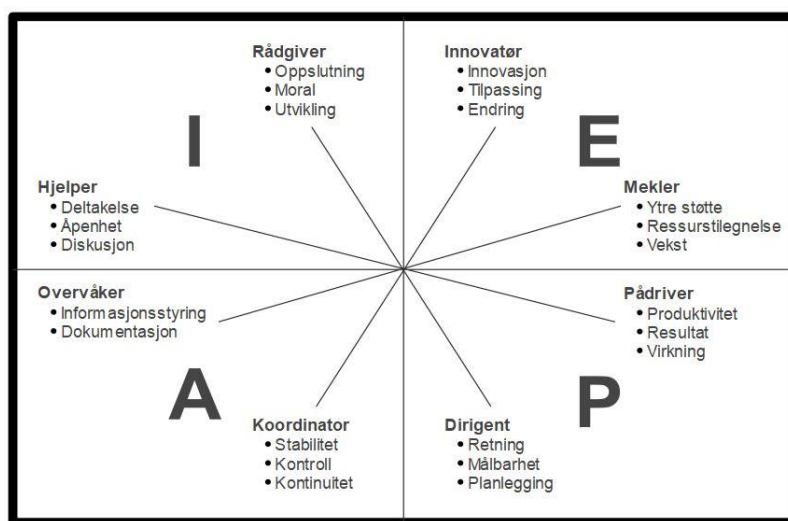 Rådgiver
• Oppslutning
• Moral
• Utvikling
I
Hjelper
• Deltakelse
• Åpenhet
• Diskusjon
Innovatør
• Innovasjon
• Tilpassing
• Endring
E
Mekler
• Ytre støtte
• Ressurstilegnelse
• Vekst
Overvåker
• Informasjonsstyring
• Dokumentasjon
A
Koordinator
• Stabilitet
• Kontroll
• Kontinuitet
Pådriver
• Produktivitet
• Resultat
• Virkning
P
Dirigent
• Retning
• Målbarhet
• Planlegging